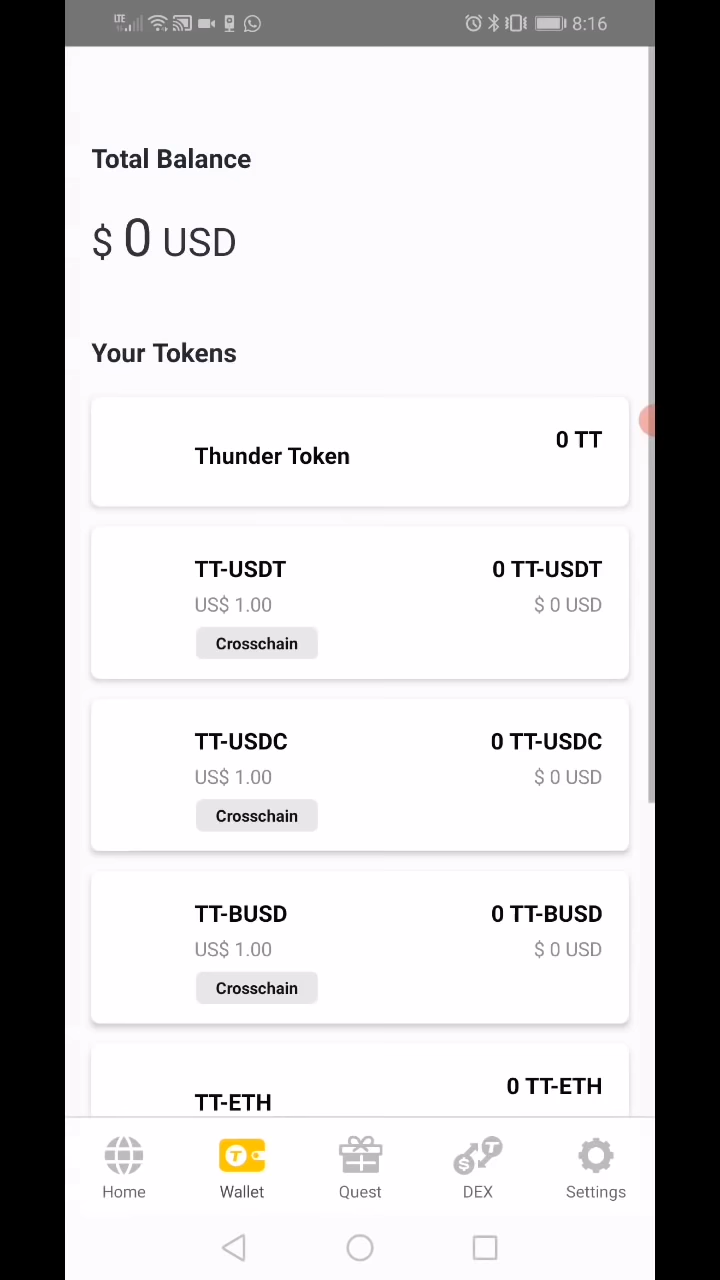 LTE 8:16
Total Balance
$ 0 USD
Your Tokens
Thunder Token 0 TT
TT-USDT 0 TT-USDT
US$ 1.00 $ 0 USD
Crosschain
TT-USDC 0 TT-USDC
US$ 1.00 $ 0 USD
Crosschain
TT-BUSD 0 TT-BUSD
US$ 1.00 $ 0 USD
Crosschain
TT-ETH 0 TT-ETH
Home Wallet Quest DEX Settings